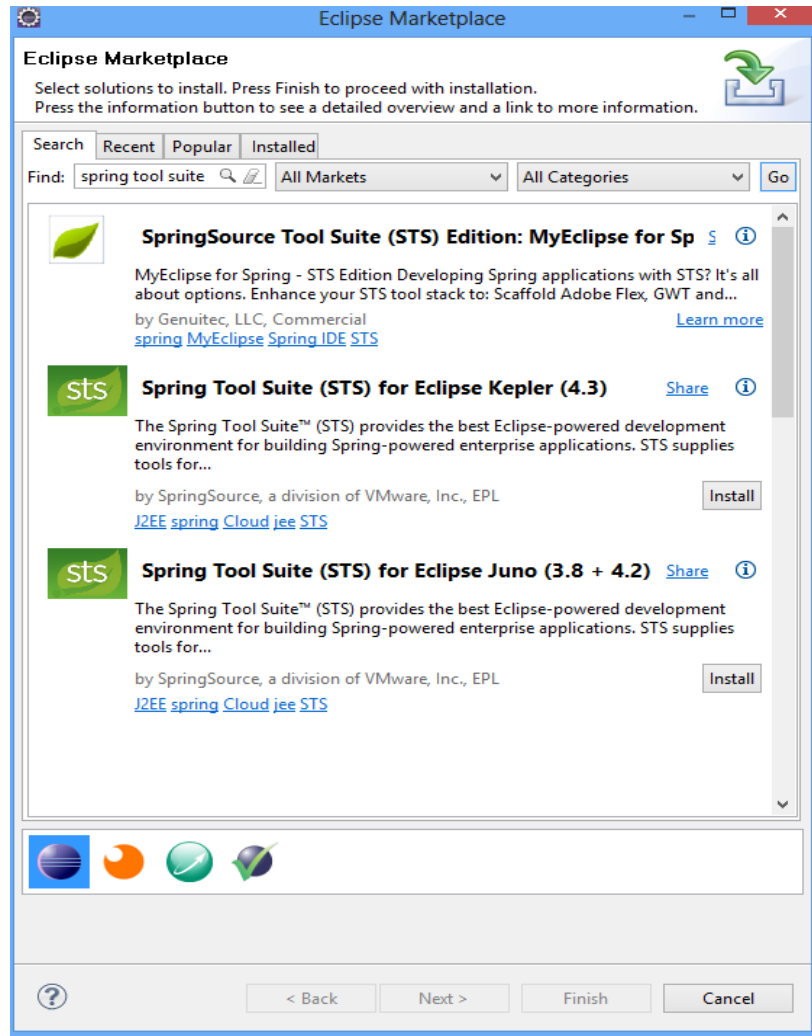 Eclipse Marketplace
Eclipse Marketplace
Select solutions to install. Press Finish to proceed with installation.
Press the information button to see a detailed overview and a link to more information.
Search Recent Popular Installed
Find: spring tool suite All Markets All Categories Go
SpringSource Tool Suite (STS) Edition: MyEclipse for Sp S
MyEclipse for Spring - STS Edition Developing Spring applications with STS? It's all
about options. Enhance your STS tool stack to: Scaffold Adobe Flex, GWT and...
by Genuitec, LLC, Commercial Learn more
spring MyEclipse Spring IDE STS
sts Spring Tool Suite (STS) for Eclipse Kepler (4.3) Share
The Spring Tool Suite™ (STS) provides the best Eclipse-powered development
environment for building Spring-powered enterprise applications. STS supplies
tools for...
by SpringSource, a division of VMware, Inc., EPL Install
J2EE spring Cloud jee STS
sts Spring Tool Suite (STS) for Eclipse Juno (3.8 + 4.2) Share
The Spring Tool Suite™ (STS) provides the best Eclipse-powered development
environment for building Spring-powered enterprise applications. STS supplies
tools for...
by SpringSource, a division of VMware, Inc., EPL Install
J2EE spring Cloud jee STS
? < Back Next > Finish Cancel